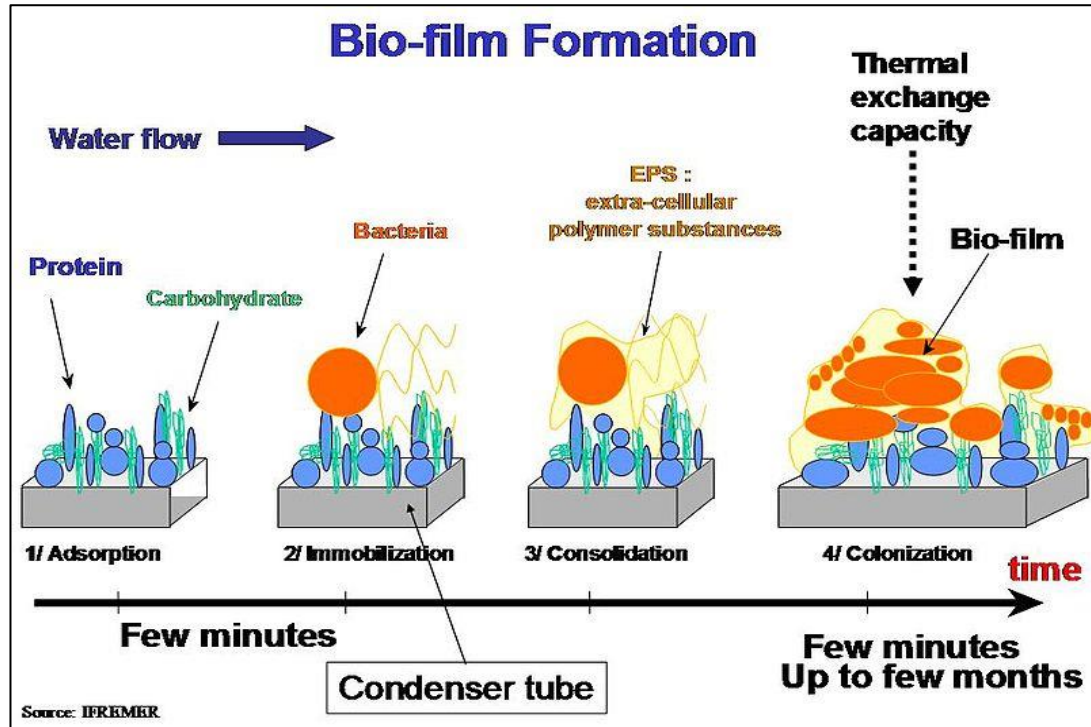 Bio-film Formation
Thermal
exchange
capacity
Water flow
EPS :
extra-cellular
polymer substances
Bacteria
Bio-film
Protein
Carbohydrate
1/ Adsorption
2/ Immobilization
3/ Consolidation
4/ Colonization
time
Few minutes
Few minutes
Up to few months
Condenser tube
Source: IFREMER